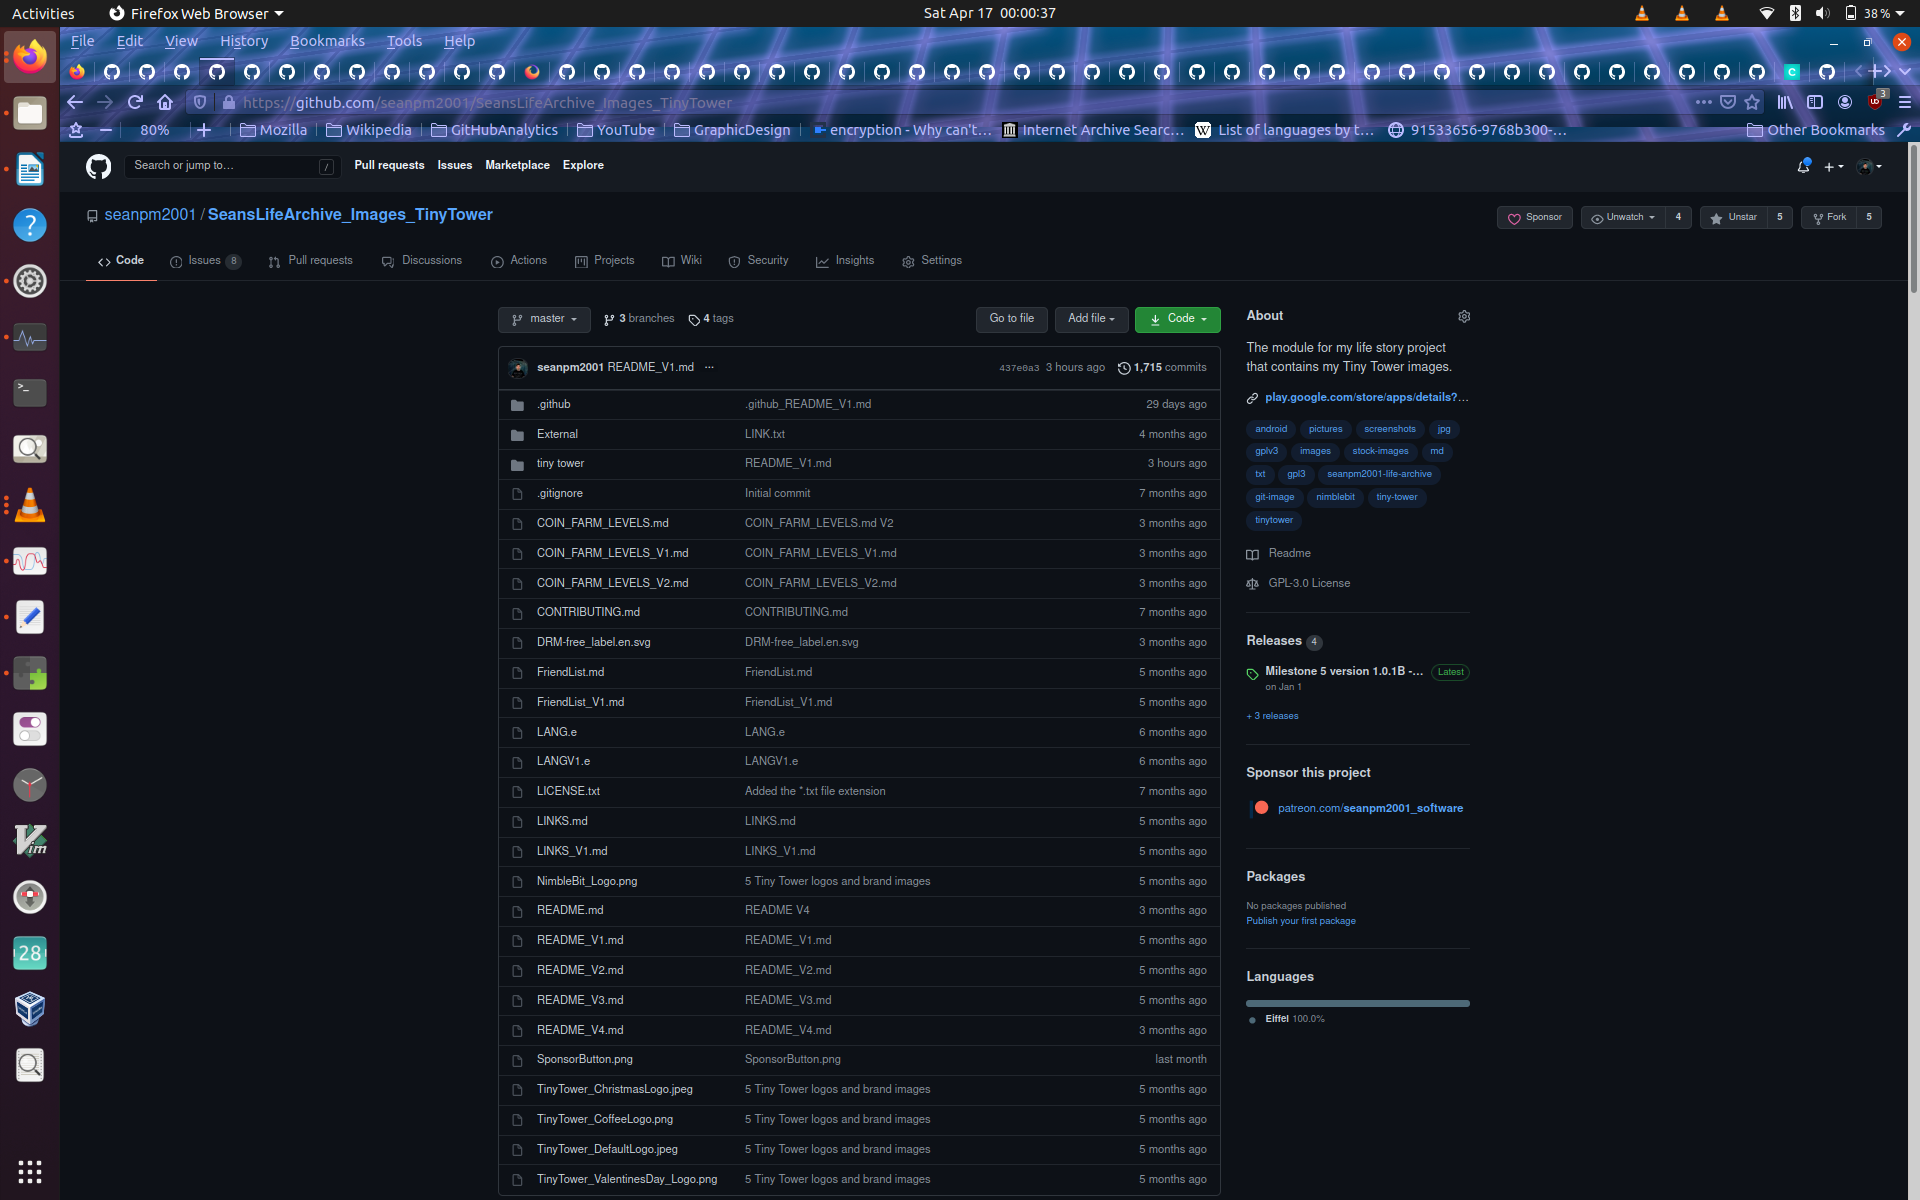 Activities Firefox Web Browser Sat Apr 17 00:00:37 38 %
File Edit View History Bookmarks Tools Help
https://github.com/seanpm2001/SeansLifeArchive_Images_TinyTower 3
80% Mozilla Wikipedia GitHubAnalytics YouTube GraphicDesign encryption - Why can't… Internet Archive Searc… List of languages by t… 91533656-9768b300-… Other Bookmarks
Search or jump to… / Pull requests Issues Marketplace Explore
seanpm2001 / SeansLifeArchive_Images_TinyTower Sponsor Unwatch 4 Unstar 5 Fork 5
Code Issues 8 Pull requests Discussions Actions Projects Wiki Security Insights Settings
master 3 branches 4 tags Go to file Add file Code
seanpm2001 README_V1.md ... 437e0a3 3 hours ago 1,715 commits
.github .github_README_V1.md 29 days ago
External LINK.txt 4 months ago
tiny tower README_V1.md 3 hours ago
.gitignore Initial commit 7 months ago
COIN_FARM_LEVELS.md COIN_FARM_LEVELS.md V2 3 months ago
COIN_FARM_LEVELS_V1.md COIN_FARM_LEVELS_V1.md 3 months ago
COIN_FARM_LEVELS_V2.md COIN_FARM_LEVELS_V2.md 3 months ago
CONTRIBUTING.md CONTRIBUTING.md 7 months ago
DRM-free_label.en.svg DRM-free_label.en.svg 3 months ago
FriendList.md FriendList.md 5 months ago
FriendList_V1.md FriendList_V1.md 5 months ago
LANG.e LANG.e 6 months ago
LANGV1.e LANGV1.e 6 months ago
LICENSE.txt Added the *.txt file extension 7 months ago
LINKS.md LINKS.md 5 months ago
LINKS_V1.md LINKS_V1.md 5 months ago
NimbleBit_Logo.png 5 Tiny Tower logos and brand images 5 months ago
README.md README V4 3 months ago
README_V1.md README_V1.md 5 months ago
README_V2.md README_V2.md 5 months ago
README_V3.md README_V3.md 5 months ago
README_V4.md README_V4.md 3 months ago
SponsorButton.png SponsorButton.png last month
TinyTower_ChristmasLogo.jpeg 5 Tiny Tower logos and brand images 5 months ago
TinyTower_CoffeeLogo.png 5 Tiny Tower logos and brand images 5 months ago
TinyTower_DefaultLogo.jpeg 5 Tiny Tower logos and brand images 5 months ago
TinyTower_ValentinesDay_Logo.png 5 Tiny Tower logos and brand images 5 months ago
About
The module for my life story project
that contains my Tiny Tower images.
play.google.com/store/apps/details?…
android pictures screenshots jpg
gplv3 images stock-images md
txt gpl3 seanpm2001-life-archive
git-image nimblebit tiny-tower
tinytower
Readme
GPL-3.0 License
Releases 4
Milestone 5 version 1.0.1B -… Latest
on Jan 1
+ 3 releases
Sponsor this project
patreon.com/seanpm2001_software
Packages
No packages published
Publish your first package
Languages
Eiffel 100.0%
28